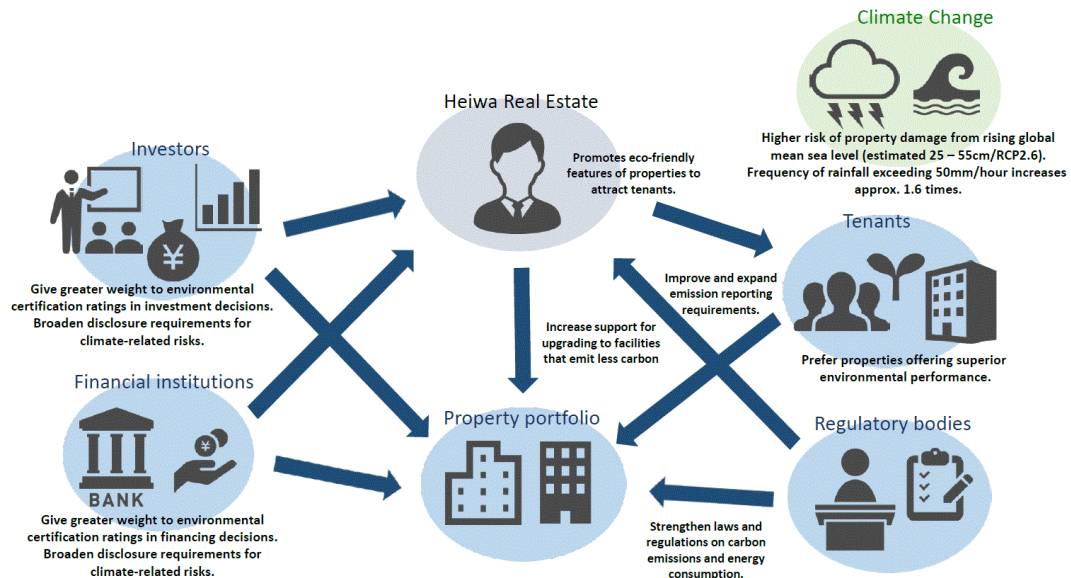 Climate Change
Higher risk of property damage from rising global
mean sea level (estimated 25 – 55cm/RCP2.6).
Frequency of rainfall exceeding 50mm/hour increases
approx. 1.6 times.
Heiwa Real Estate
Promotes eco-friendly
features of properties to
attract tenants.
Investors
¥
Give greater weight to environmental
certification ratings in investment decisions.
Broaden disclosure requirements for
climate-related risks.
Tenants
Prefer properties offering superior
environmental performance.
Improve and expand
emission reporting
requirements.
Increase support for
upgrading to facilities
that emit less carbon
Financial institutions
¥
BANK
Give greater weight to environmental
certification ratings in financing decisions.
Broaden disclosure requirements for
climate-related risks.
Property portfolio
Regulatory bodies
Strengthen laws and
regulations on carbon
emissions and energy
consumption.